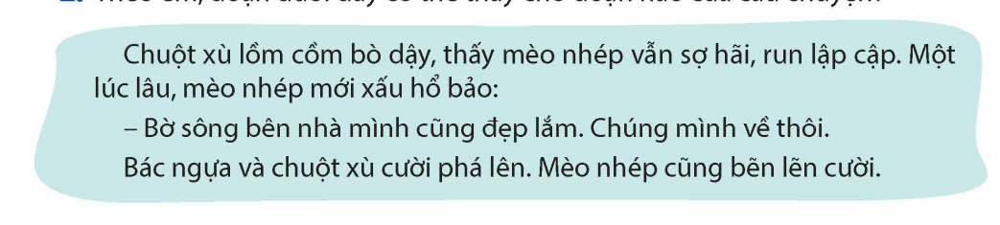 Chuột xù lồm cồm bò dậy, thấy mèo nhép vẫn sợ hãi, run lập cập. Một
lúc lâu, mèo nhép mới xấu hổ bảo:
– Bờ sông bên nhà mình cũng đẹp lắm. Chúng mình về thôi.
Bác ngựa và chuột xù cười phá lên. Mèo nhép cũng bẽn lẽn cười.